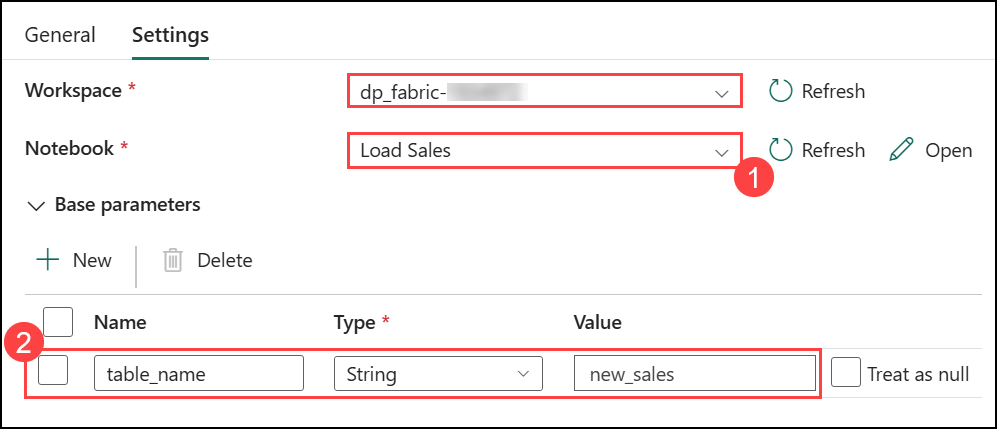 General Settings
Workspace * dp_fabric- Refresh
Notebook * Load Sales Refresh Open
1
Base parameters
New Delete
Name Type * Value
2
table_name String new_sales Treat as null